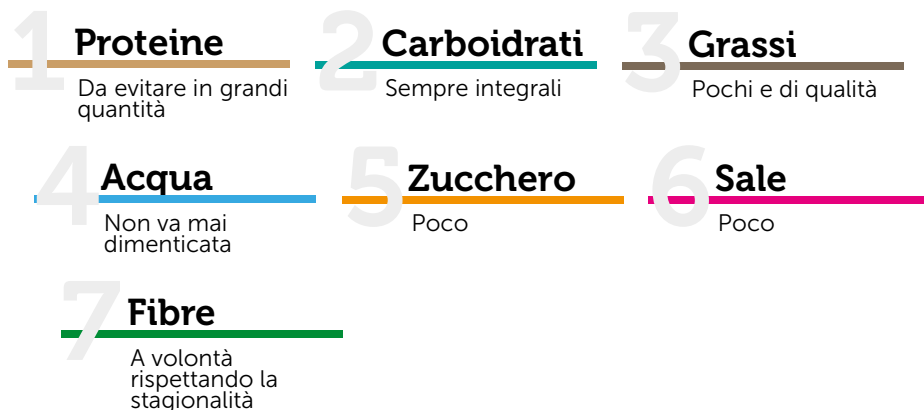 1 Proteine
Da evitare in grandi
quantità
2 Carboidrati
Sempre integrali
3 Grassi
Pochi e di qualità
4 Acqua
Non va mai
dimenticata
5 Zucchero
Poco
6 Sale
Poco
7 Fibre
A volontà
rispettando la
stagionalità